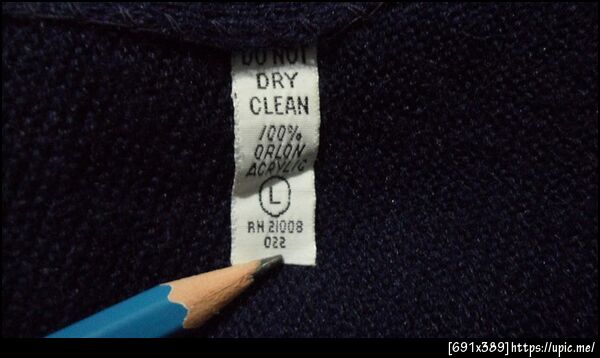 DO NOT
DRY
CLEAN
100%
ORLON
ACRYLIC
L
RN 21008
022
[691x389]https://upic.me/